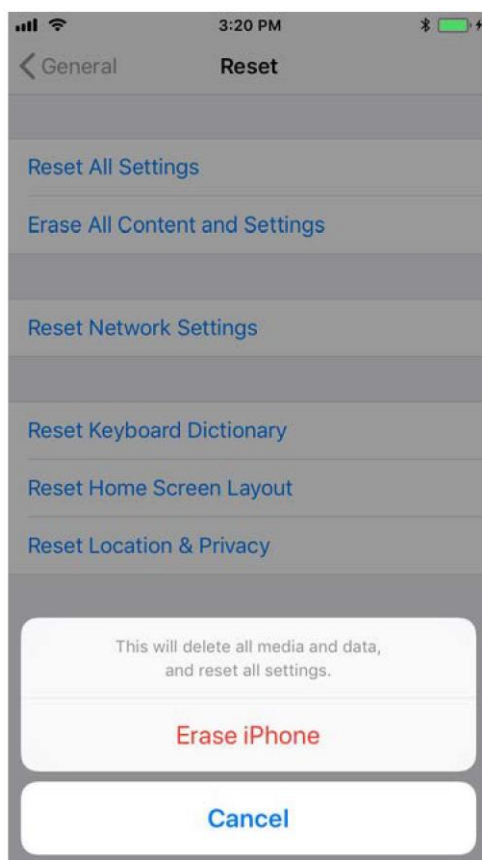 3:20 PM
General
Reset
Reset All Settings
Erase All Content and Settings
Reset Network Settings
Reset Keyboard Dictionary
Reset Home Screen Layout
Reset Location & Privacy
This will delete all media and data,
and reset all settings.
Erase iPhone
Cancel